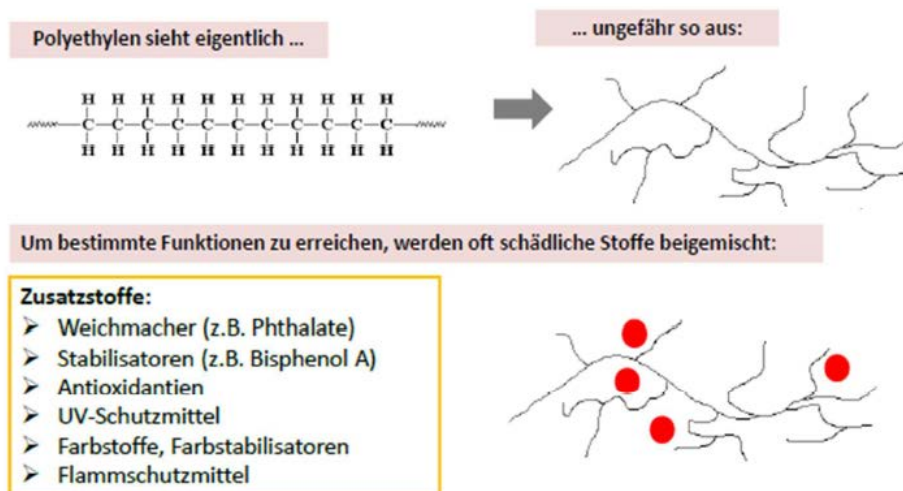 Polyethylen sieht eigentlich ...
... ungefähr so aus:
H H H H H H H H H H H
C C C C C C C C C C C
H H H H H H H H H H H
Um bestimmte Funktionen zu erreichen, werden oft schädliche Stoffe beigemischt:
Zusatzstoffe:
Weichmacher (z.B. Phthalate)
Stabilisatoren (z.B. Bisphenol A)
Antioxidantien
UV-Schutzmittel
Farbstoffe, Farbstabilisatoren
Flammschutzmittel